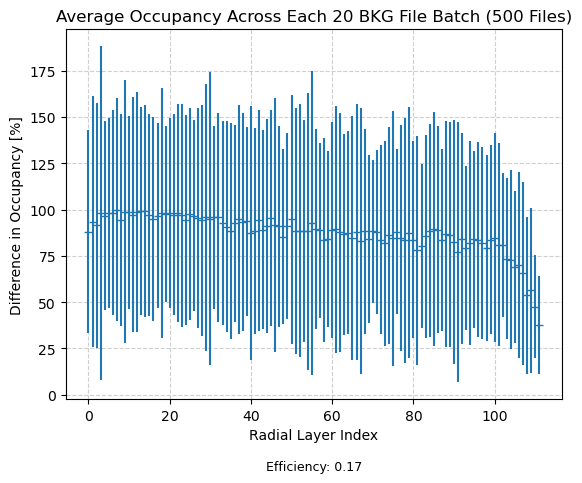 Average Occupancy Across Each 20 BKG File Batch (500 Files)
Difference in Occupancy [%]
175
150
125
100
75
50
25
0
0 20 40 60 80 100
Radial Layer Index
Efficiency: 0.17